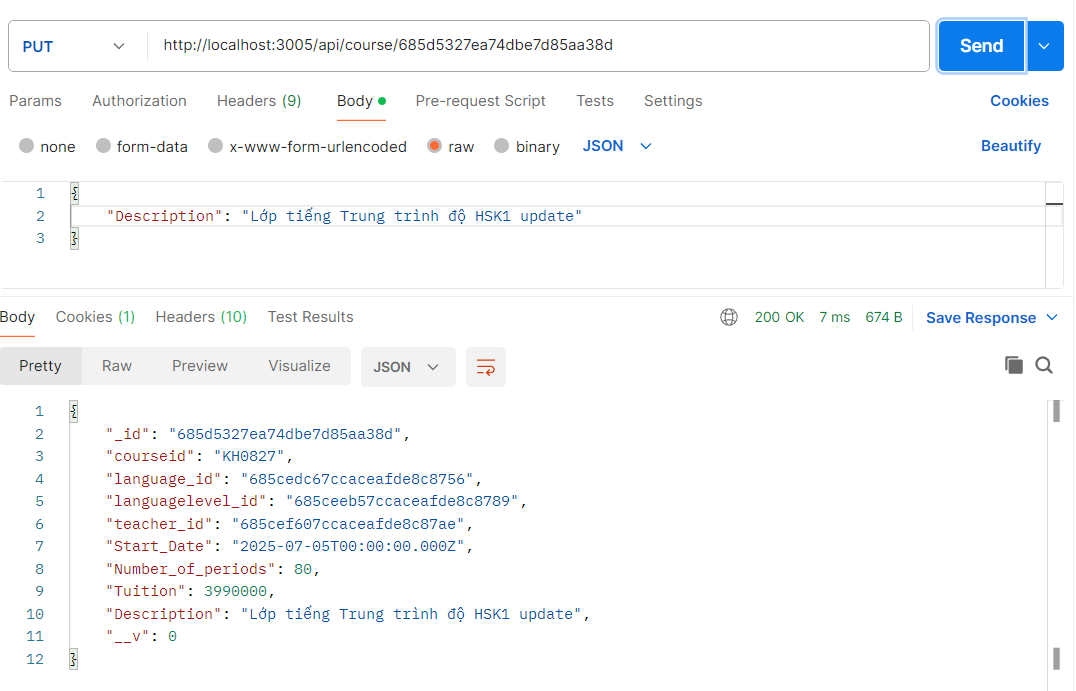 PUT http://localhost:3005/api/course/685d5327ea74dbe7d85aa38d Send
Params Authorization Headers (9) Body Pre-request Script Tests Settings Cookies
none form-data x-www-form-urlencoded raw binary JSON Beautify
1 {
2 "Description": "Lớp tiếng Trung trình độ HSK1 update"
3 }
Body Cookies (1) Headers (10) Test Results 200 OK 7 ms 674 B Save Response
Pretty Raw Preview Visualize JSON
1 {
2 "_id": "685d5327ea74dbe7d85aa38d",
3 "courseid": "KH0827",
4 "language_id": "685cedc67ccaceafde8c8756",
5 "languagelevel_id": "685ceeb57ccaceafde8c8789",
6 "teacher_id": "685cef607ccaceafde8c87ae",
7 "Start_Date": "2025-07-05T00:00:00.000Z",
8 "Number_of_periods": 80,
9 "Tuition": 3990000,
10 "Description": "Lớp tiếng Trung trình độ HSK1 update",
11 "__v": 0
12 }